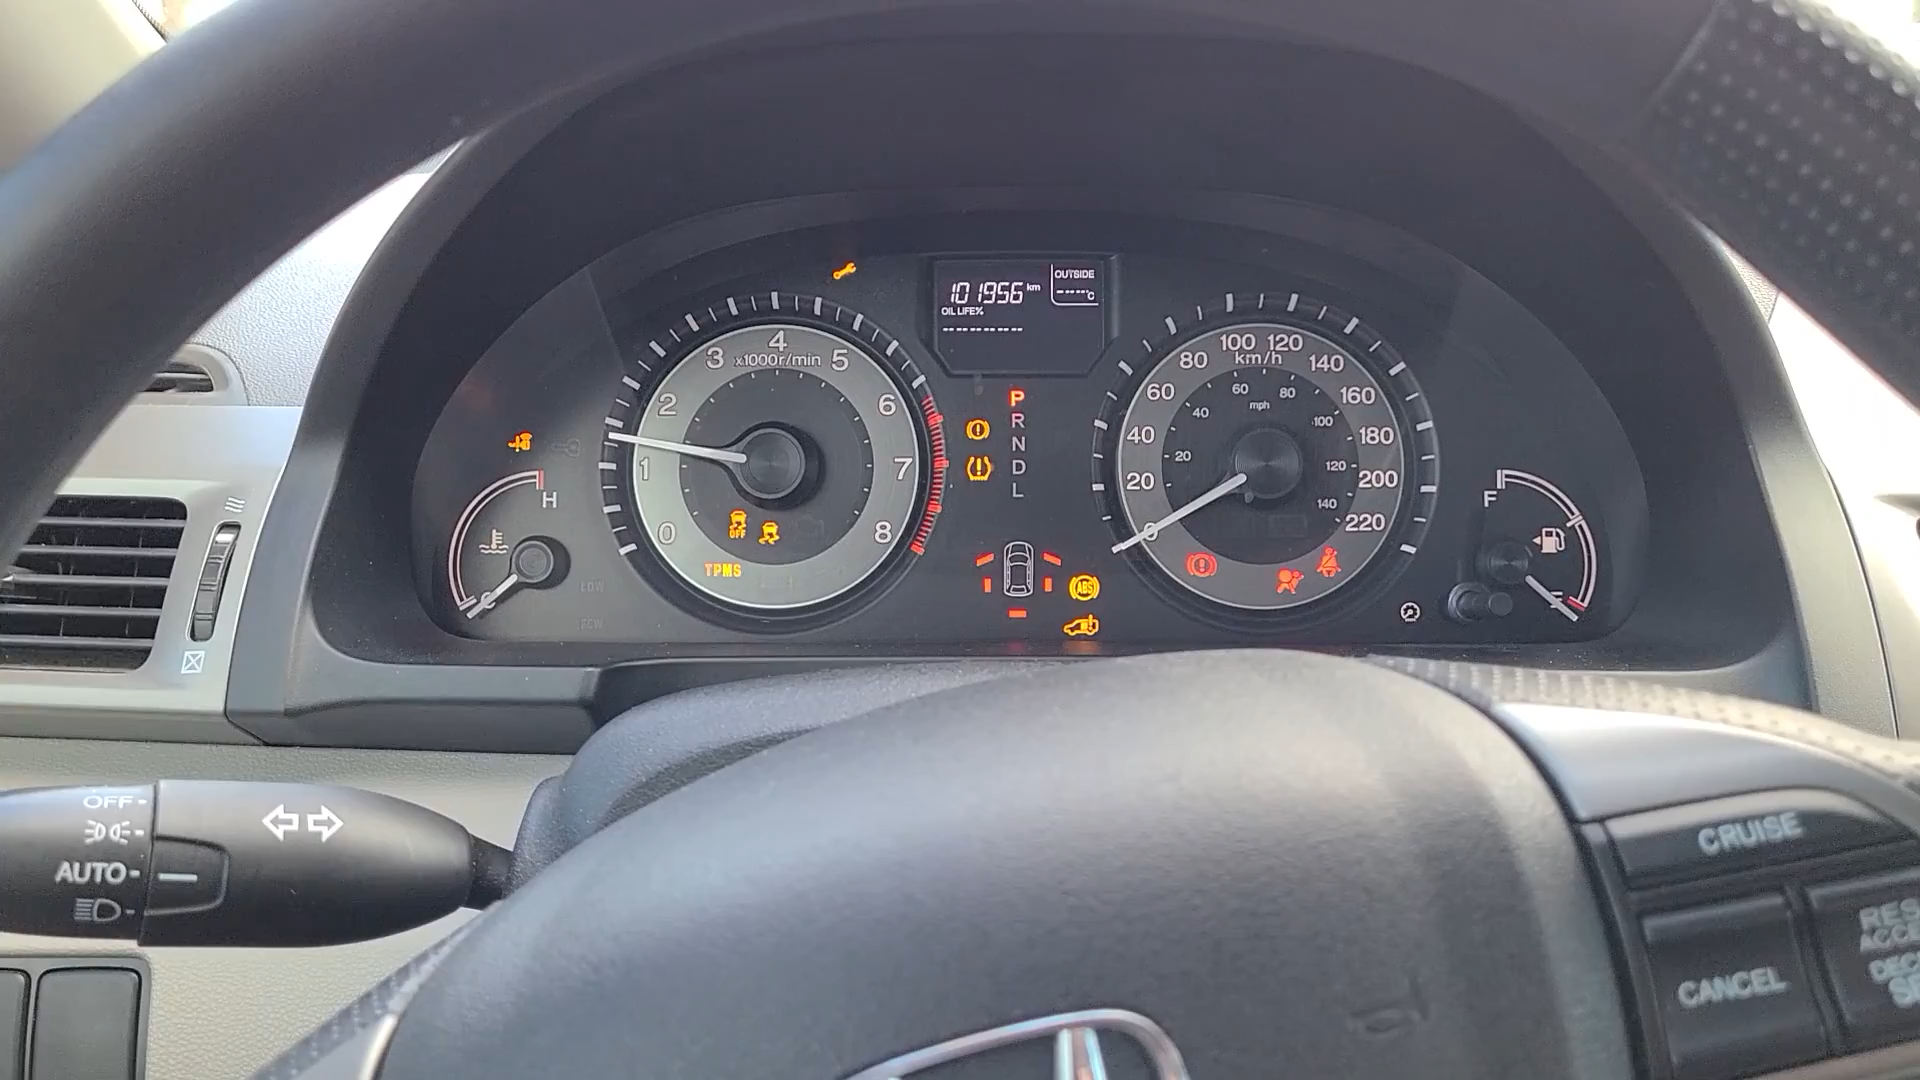 101956 km
OUTSIDE
-----°C
OIL LIFE%
----------
0 1 2 3 4 5 6 7 8
x1000r/min
OFF
TPMS
H
C
P
R
N
D
L
ABS
0 20 40 60 80 100 120 140 160 180 200 220
km/h
20 40 60 80 100 120 140
mph
F
E
OFF
AUTO
CRUISE
CANCEL